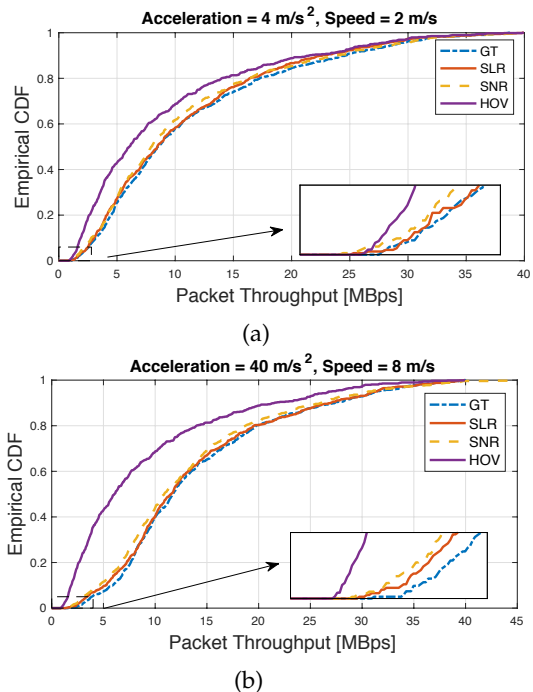 Acceleration = 4 m/s², Speed = 2 m/s
1
0.8
0.6
0.4
0.2
0
Empirical CDF
GT
SLR
SNR
HOV
0 5 10 15 20 25 30 35 40
Packet Throughput [MBps]
(a)
Acceleration = 40 m/s², Speed = 8 m/s
1
0.8
0.6
0.4
0.2
0
Empirical CDF
GT
SLR
SNR
HOV
0 5 10 15 20 25 30 35 40 45
Packet Throughput [MBps]
(b)